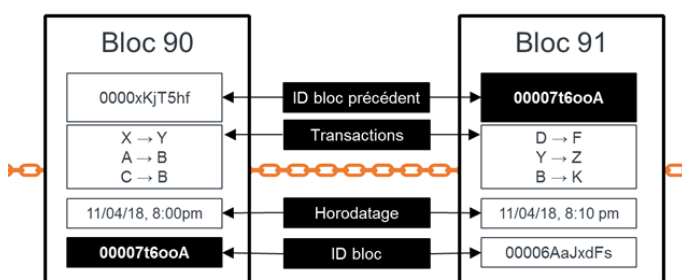 Bloc 90
Bloc 91
0000xKjT5hf
ID bloc précédent
00007t6ooA
X → Y
A → B
C → B
Transactions
D → F
Y → Z
B → K
11/04/18, 8:00pm
Horodatage
11/04/18, 8:10 pm
00007t6ooA
ID bloc
00006AaJxdFs